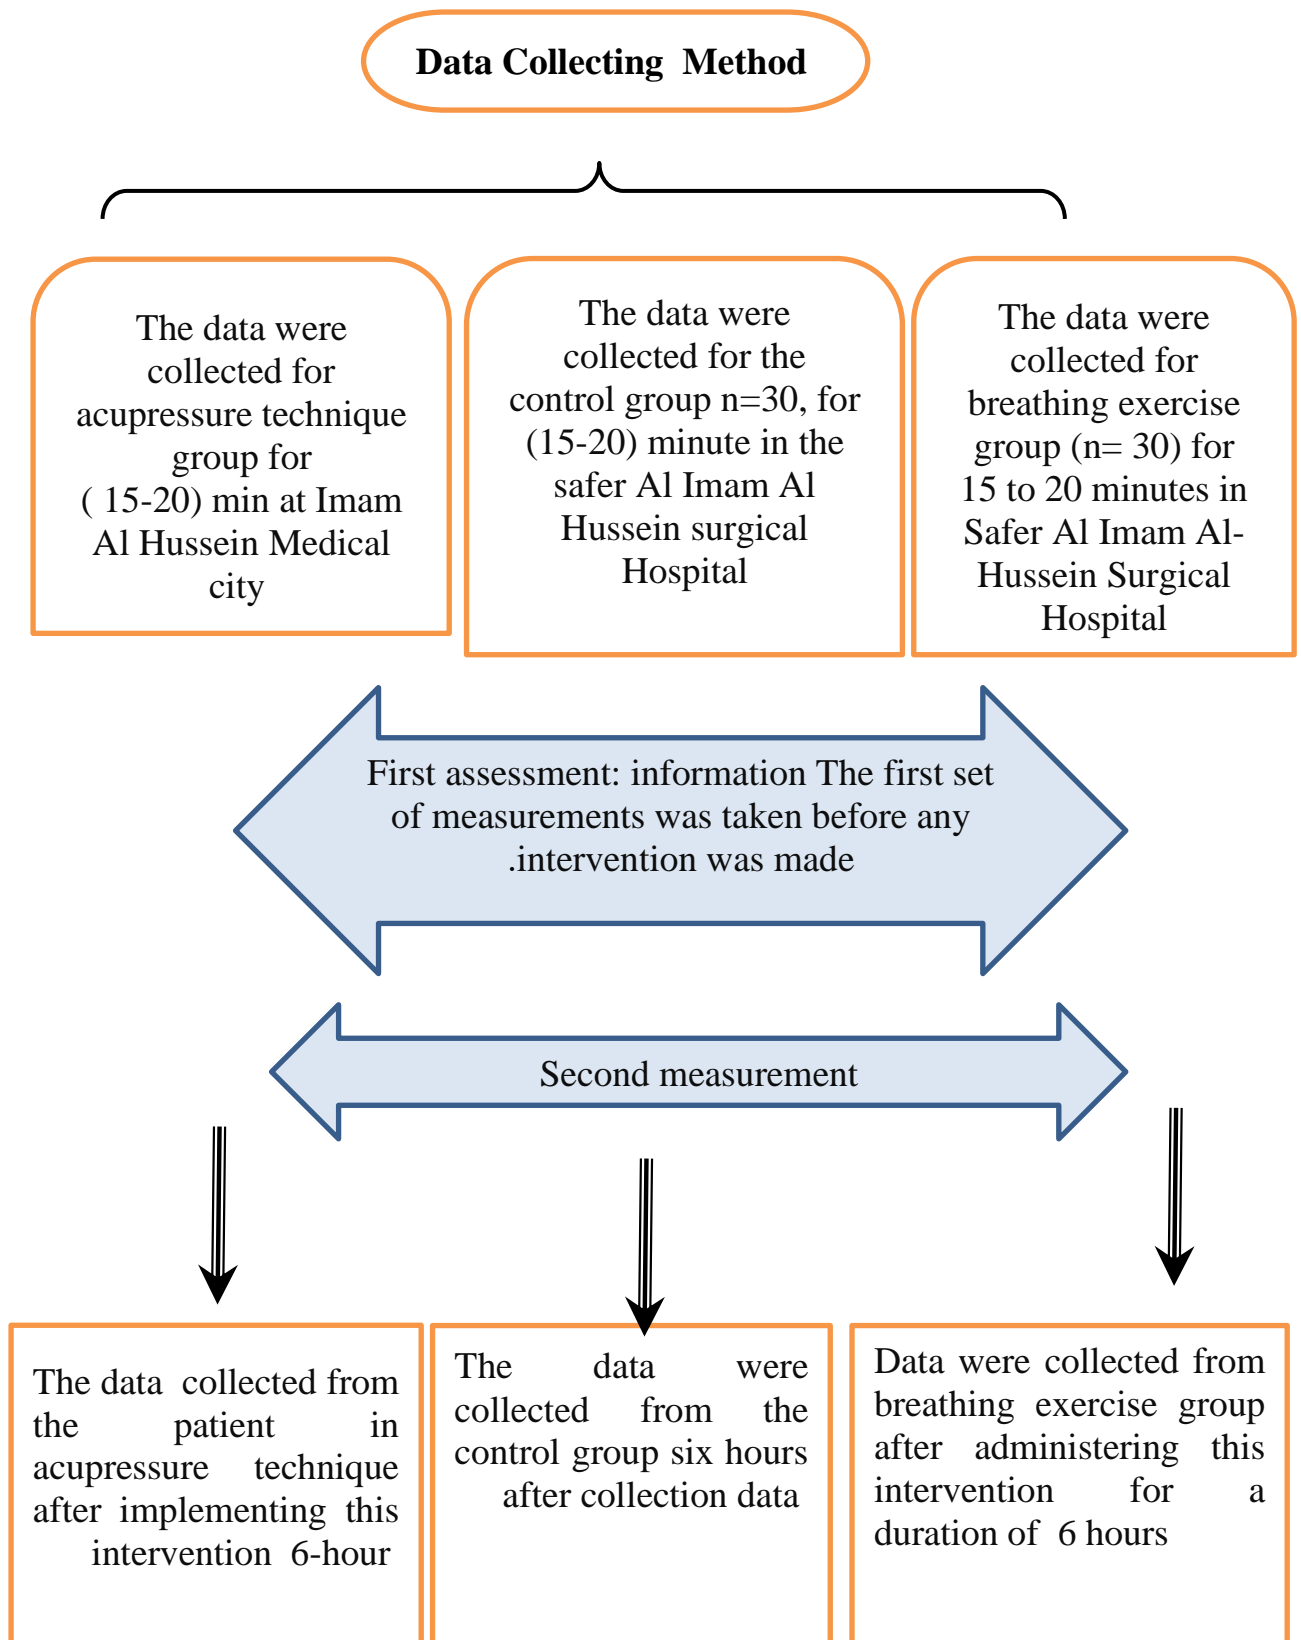 Data Collecting Method
The data were
collected for
acupressure technique
group for
( 15-20) min at Imam
Al Hussein Medical
city
The data were
collected for the
control group n=30, for
(15-20) minute in the
safer Al Imam Al
Hussein surgical
Hospital
The data were
collected for
breathing exercise
group (n= 30) for
15 to 20 minutes in
Safer Al Imam Al-
Hussein Surgical
Hospital
First assessment: information The first set
of measurements was taken before any
.intervention was made
Second measurement
The data collected from
the patient in
acupressure technique
after implementing this
intervention 6-hour
The data were
collected from the
control group six hours
after collection data
Data were collected from
breathing exercise group
after administering this
intervention for a
duration of 6 hours